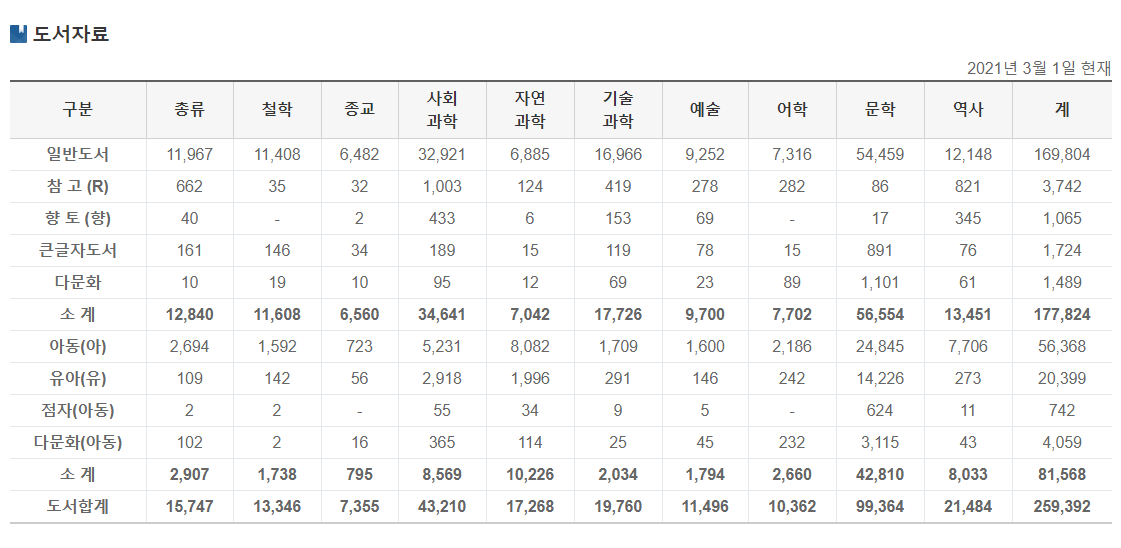 도서자료
2021년 3월 1일 현재
구분 종류 철학 종교 사회 과학 자연 과학 기술 과학 예술 어학 문학 역사 계
일반도서 11,967 11,408 6,482 32,921 6,885 16,966 9,252 7,316 54,459 12,148 169,804
참 고 (R) 662 35 32 1,003 124 419 278 282 86 821 3,742
향 토 (향) 40 - 2 433 6 153 69 - 17 345 1,065
큰글자도서 161 146 34 189 15 119 78 15 891 76 1,724
다문화 10 19 10 95 12 69 23 89 1,101 61 1,489
소 계 12,840 11,608 6,560 34,641 7,042 17,726 9,700 7,702 56,554 13,451 177,824
아동(아) 2,694 1,592 723 5,231 8,082 1,709 1,600 2,186 24,845 7,706 56,368
유아(유) 109 142 56 2,918 1,996 291 146 242 14,226 273 20,399
점자(아동) 2 2 - 55 34 9 5 - 624 11 742
다문화(아동) 102 2 16 365 114 25 45 232 3,115 43 4,059
소 계 2,907 1,738 795 8,569 10,226 2,034 1,794 2,660 42,810 8,033 81,568
도서합계 15,747 13,346 7,355 43,210 17,268 19,760 11,496 10,362 99,364 21,484 259,392